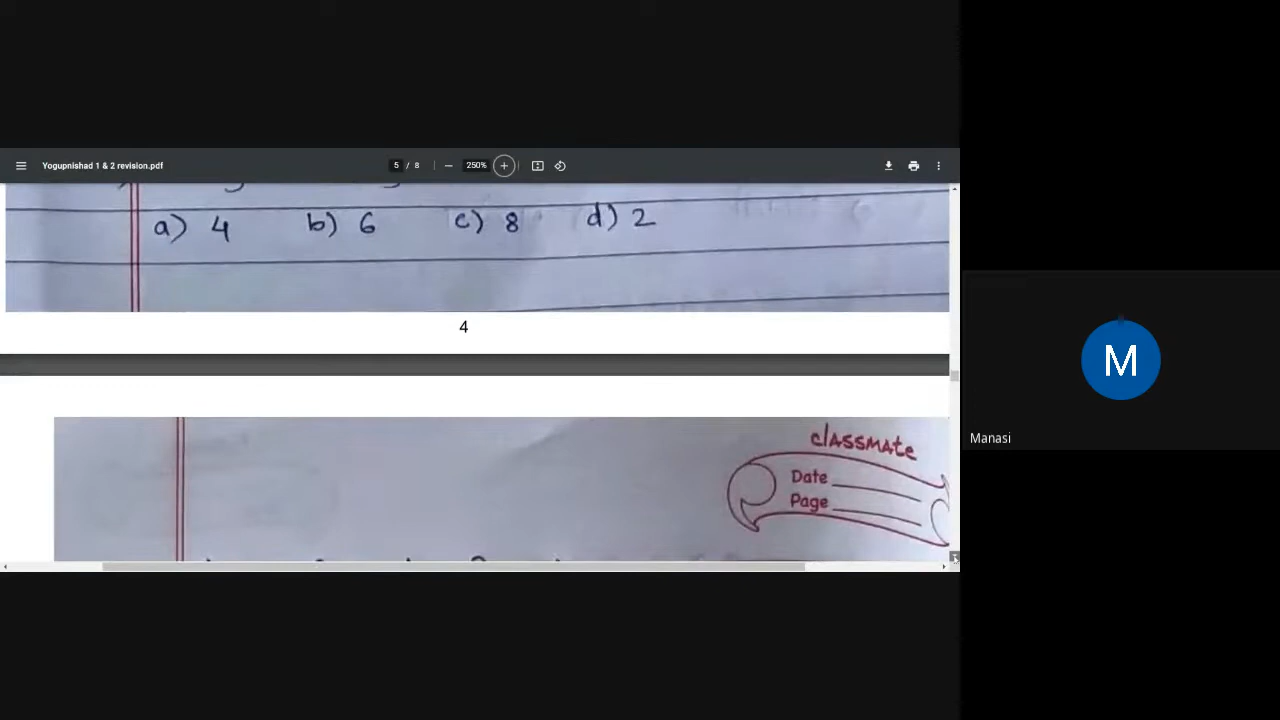 Yogupnishad 1 & 2 revision.pdf
5 / 8
250%
a) 4 b) 6 c) 8 d) 2
4
classmate
Date
Page
M
Manasi